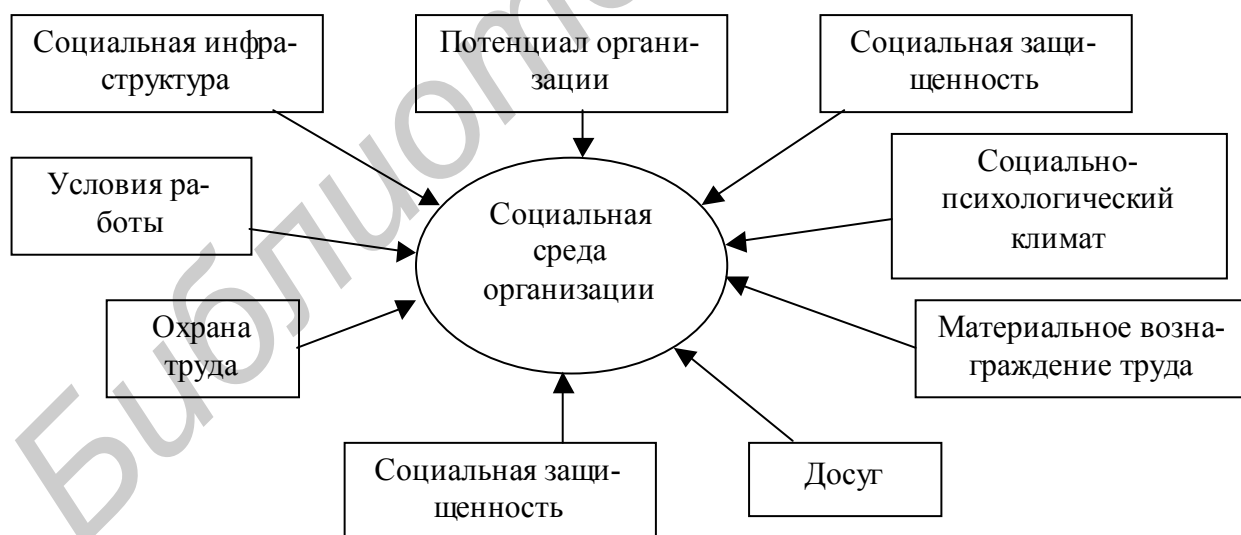 Социальная инфра-
структура
Потенциал органи-
зации
Социальная защи-
щенность
Условия ра-
боты
Социально-
психологический
климат
Социальная
среда
организации
Охрана
труда
Материальное возна-
граждение труда
Социальная защи-
щенность
Досуг